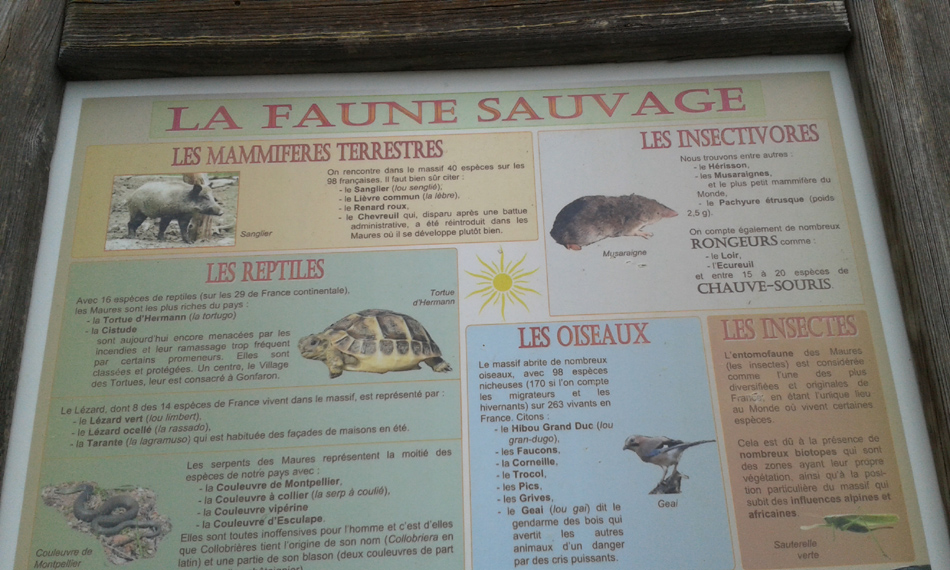 LA FAUNE SAUVAGE
LES MAMMIFERES TERRESTRES
On rencontre dans le massif 40 espèces sur les
98 françaises. Il faut bien sûr citer :
- le Sanglier (lou senglié),
- le Lièvre commun (la lèbre),
- le Renard roux,
- le Chevreuil qui, disparu après une battue
administrative, a été réintroduit dans les
Maures où il se développe plutôt bien.
Sanglier
LES INSECTIVORES
Nous trouvons entre autres :
- le Hérisson,
- les Musaraignes,
et le plus petit mammifère du
Monde,
- le Pachyure étrusque (poids
2,5 g).
Musaraigne
On compte également de nombreux
RONGEURS comme :
- le Loir,
- l'Ecureuil
et entre 15 à 20 espèces de
CHAUVE-SOURIS.
LES REPTILES
Avec 16 espèces de reptiles (sur les 29 de France continentale),
les Maures sont les plus riches du pays :
- la Tortue d'Hermann (la tortugo)
- la Cistude
sont aujourd'hui encore menacées par les
incendies et leur ramassage trop fréquent
par certains promeneurs. Elles sont
classées et protégées. Un centre, le Village
des Tortues, leur est consacré à Gonfaron.
Tortue
d'Hermann
Le Lézard, dont 8 des 14 espèces de France vivent dans le massif, est représenté par :
- le Lézard vert (lou limbert),
- le Lézard ocellé (la rassado),
- la Tarante (la lagramuso) qui est habituée des façades de maisons en été.
Les serpents des Maures représentent la moitié des
espèces de notre pays avec :
- la Couleuvre de Montpellier,
- la Couleuvre à collier (la serp à coulié),
- la Couleuvre vipérine
- la Couleuvre d'Esculape.
Elles sont toutes inoffensives pour l'homme et c'est d'elles
que Collobrières tient l'origine de son nom (Collobriera en
latin) et une partie de son blason (deux couleuvres de part
Couleuvre de
Montpellier
LES OISEAUX
Le massif abrite de nombreux
oiseaux, avec 98 espèces
nicheuses (170 si l'on compte
les migrateurs et les
hivernants) sur 263 vivants en
France. Citons :
- le Hibou Grand Duc (lou
gran-dugo),
- les Faucons,
- la Corneille,
- le Trocol,
- les Pics,
- les Grives,
- le Geai (lou gai) dit le
gendarme des bois qui
avertit les autres
animaux d'un danger
par des cris puissants.
Geai
LES INSECTES
L'entomofaune des Maures
(les insectes) est considérée
comme l'une des plus
diversifiées et originales de
France, en étant l'unique lieu
au Monde où vivent certaines
espèces.
Cela est dû à la présence de
nombreux biotopes qui sont
des zones ayant leur propre
végétation, ainsi qu'à la posi-
tion particulière du massif qui
subit des influences alpines et
africaines.
Sauterelle
verte